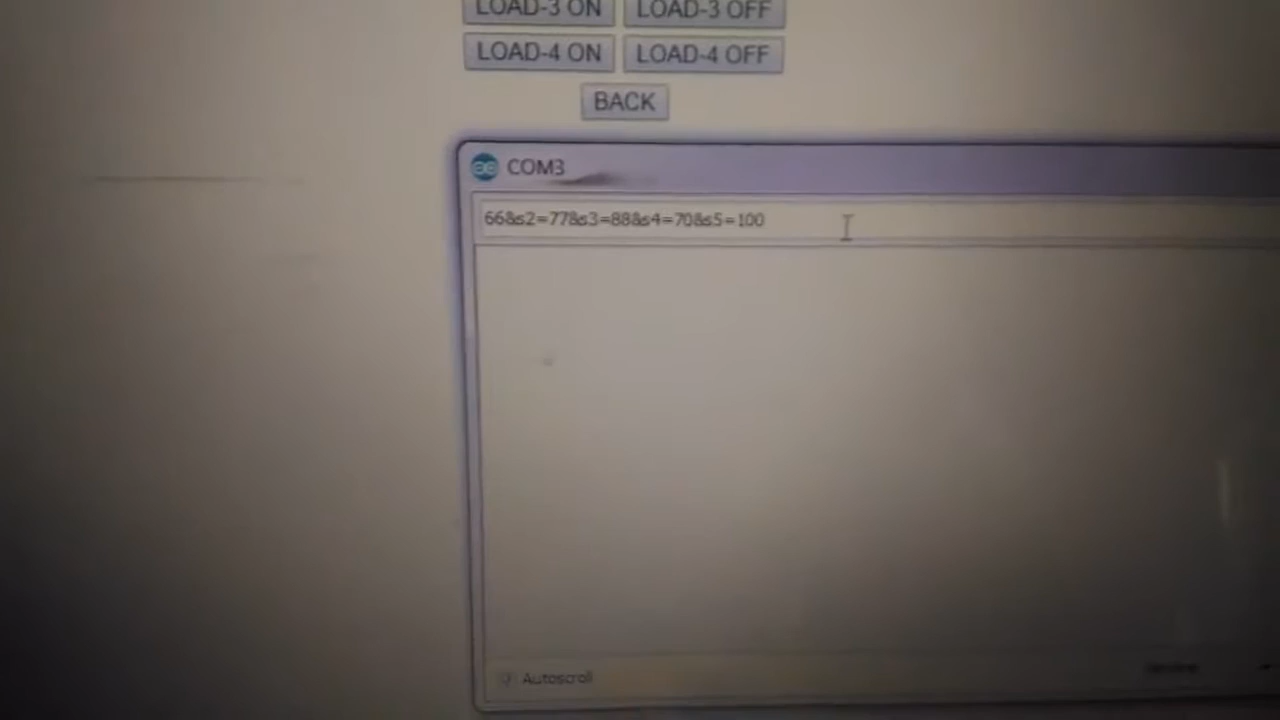 LOAD-3 ON LOAD-3 OFF
LOAD-4 ON LOAD-4 OFF
BACK
COM3
66&s2=77&s3=88&s4=70&s5=100
Autoscroll